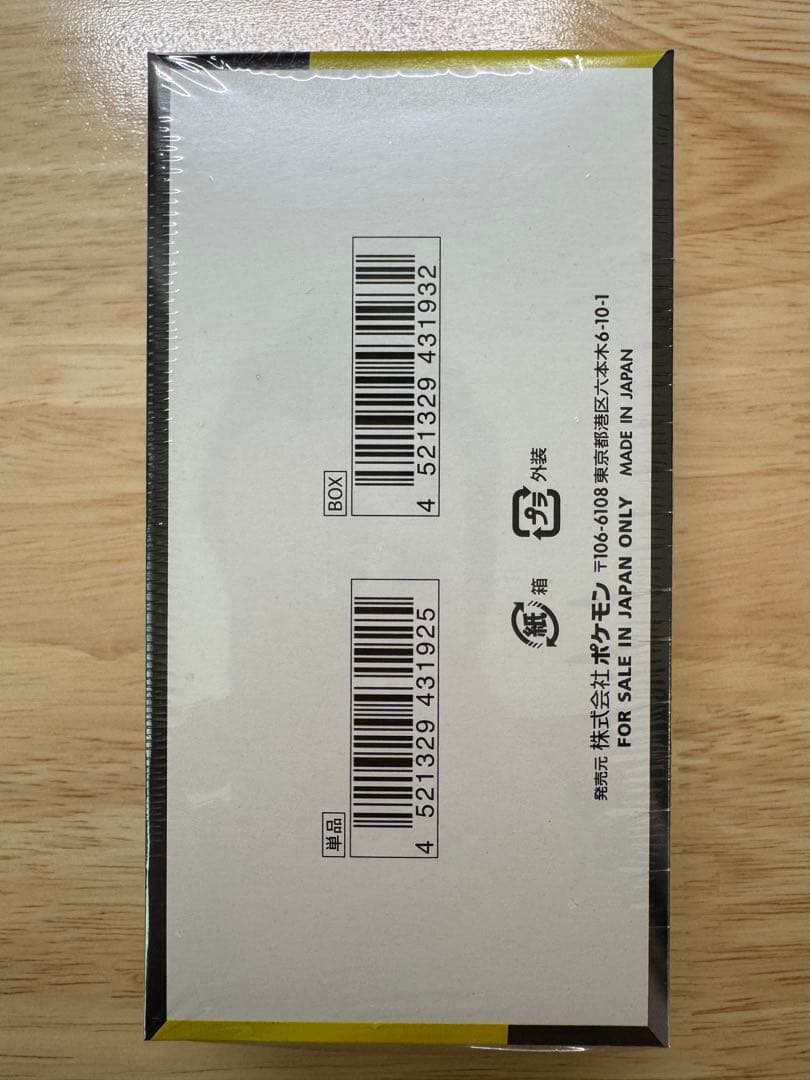 単品
4 521329 431925
BOX
4 521329 431932
紙 箱
プラ 外装
発売元 株式会社 ポケモン 〒106-6108 東京都港区六本木6-10-1
FOR SALE IN JAPAN ONLY MADE IN JAPAN